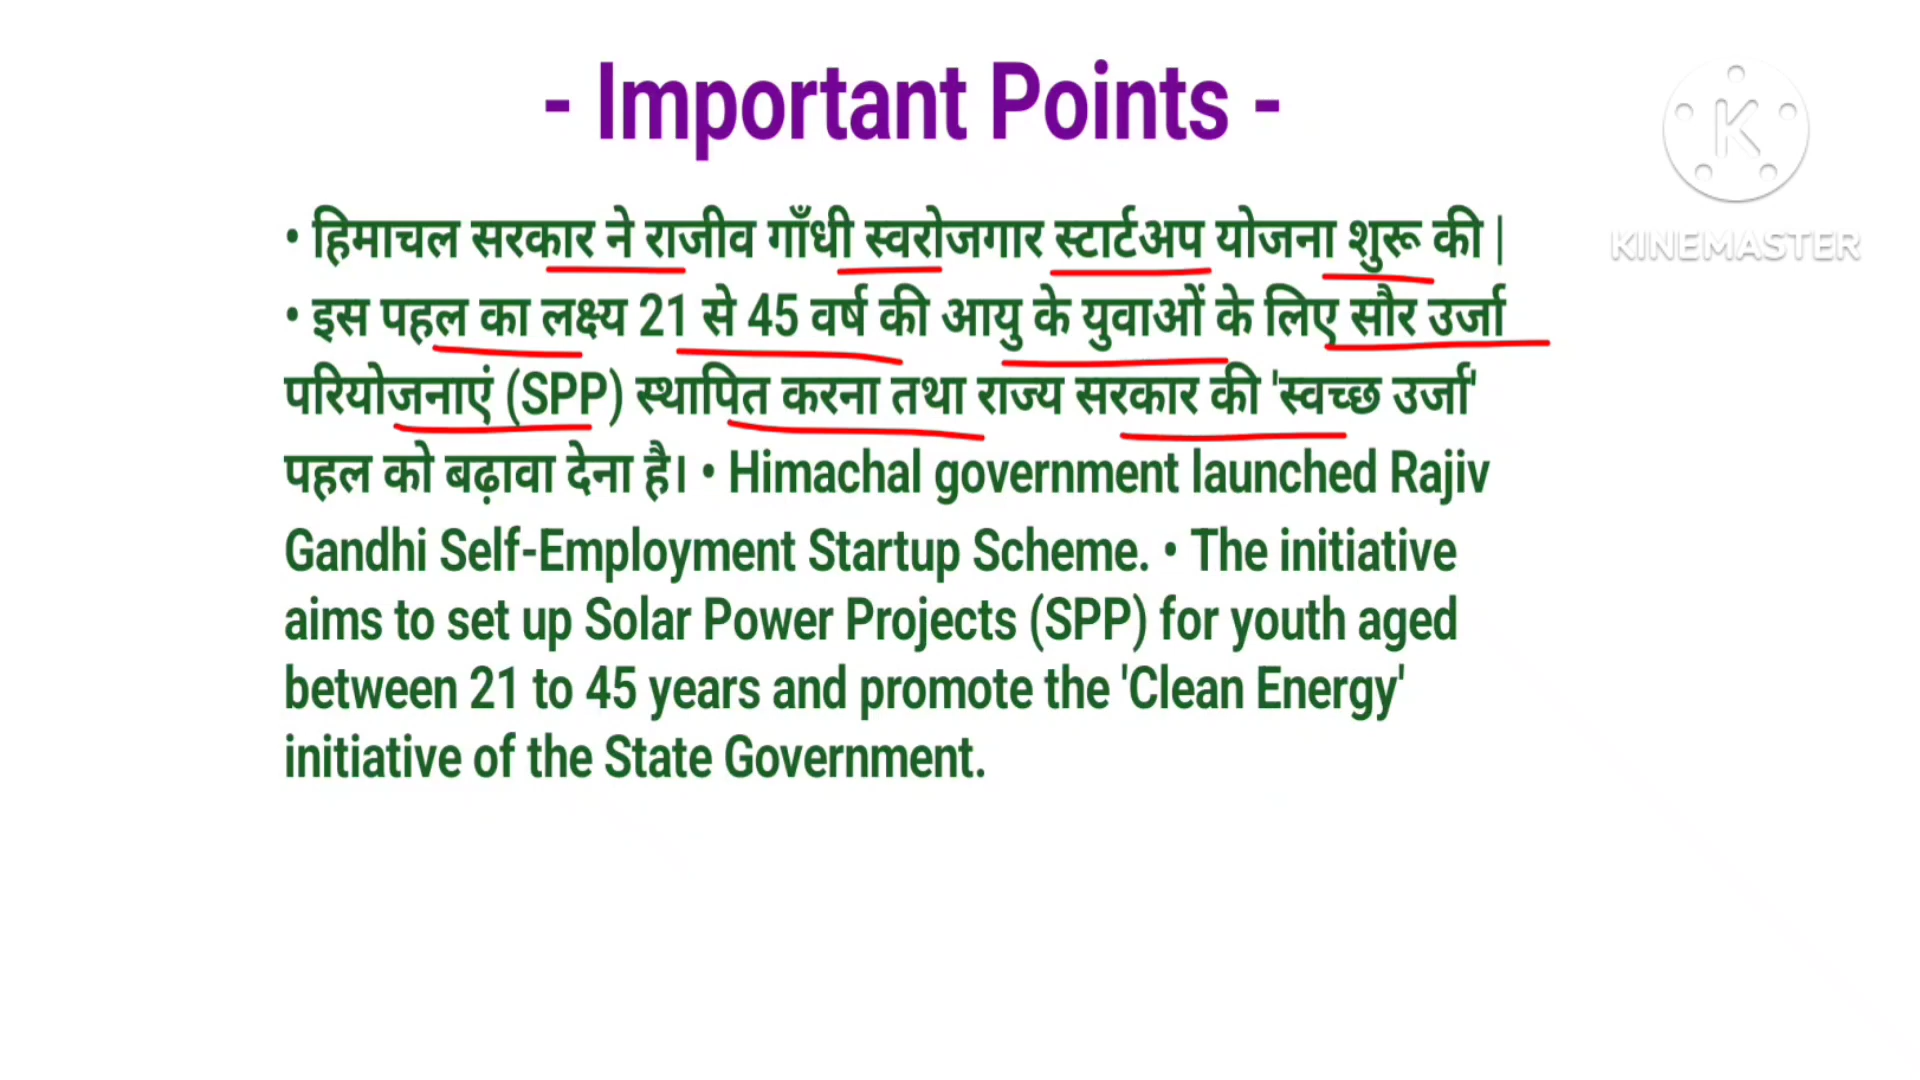 - Important Points -
• हिमाचल सरकार ने राजीव गाँधी स्वरोजगार स्टार्टअप योजना शुरू की |
• इस पहल का लक्ष्य 21 से 45 वर्ष की आयु के युवाओं के लिए सौर उर्जा
परियोजनाएं (SPP) स्थापित करना तथा राज्य सरकार की 'स्वच्छ उर्जा'
पहल को बढ़ावा देना है। • Himachal government launched Rajiv
Gandhi Self-Employment Startup Scheme. • The initiative
aims to set up Solar Power Projects (SPP) for youth aged
between 21 to 45 years and promote the 'Clean Energy'
initiative of the State Government.
K
KINEMASTER